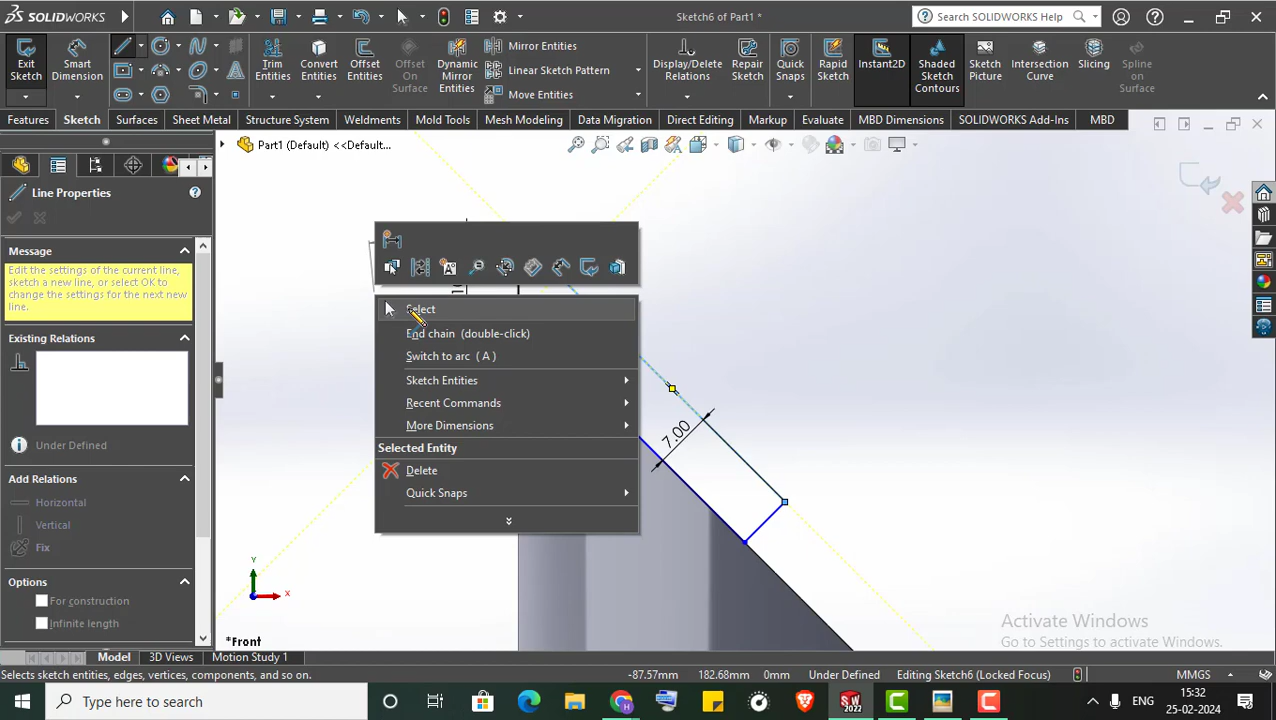 SOLIDWORKS
Sketch6 of Part1 *
Search SOLIDWORKS Help
Exit Sketch
Smart Dimension
Trim Entities
Convert Entities
Offset Entities
Offset On Surface
Dynamic Mirror Entities
Mirror Entities
Linear Sketch Pattern
Move Entities
Display/Delete Relations
Repair Sketch
Quick Snaps
Rapid Sketch
Instant2D
Shaded Sketch Contours
Sketch Picture
Intersection Curve
Slicing
Spline on Surface
Features Sketch Surfaces Sheet Metal Structure System Weldments Mold Tools Mesh Modeling Data Migration Direct Editing Markup Evaluate MBD Dimensions SOLIDWORKS Add-Ins MBD
Part1 (Default) <<Default...
Line Properties
Message
Edit the settings of the current line,
sketch a new line, or select OK to
change the settings for the next new
line.
Existing Relations
Under Defined
Add Relations
Horizontal
Vertical
Fix
Options
For construction
Infinite length
Select
End chain (double-click)
Switch to arc ( A )
Sketch Entities
Recent Commands
More Dimensions
Selected Entity
Delete
Quick Snaps
7.00
Y
X
*Front
Activate Windows
Go to Settings to activate Windows.
Model 3D Views Motion Study 1
Selects sketch entities, edges, vertices, components, and so on.
-87.57mm 182.68mm 0mm Under Defined Editing Sketch6 (Locked Focus) MMGS
Type here to search
SW
2022
ENG
15:32
25-02-2024